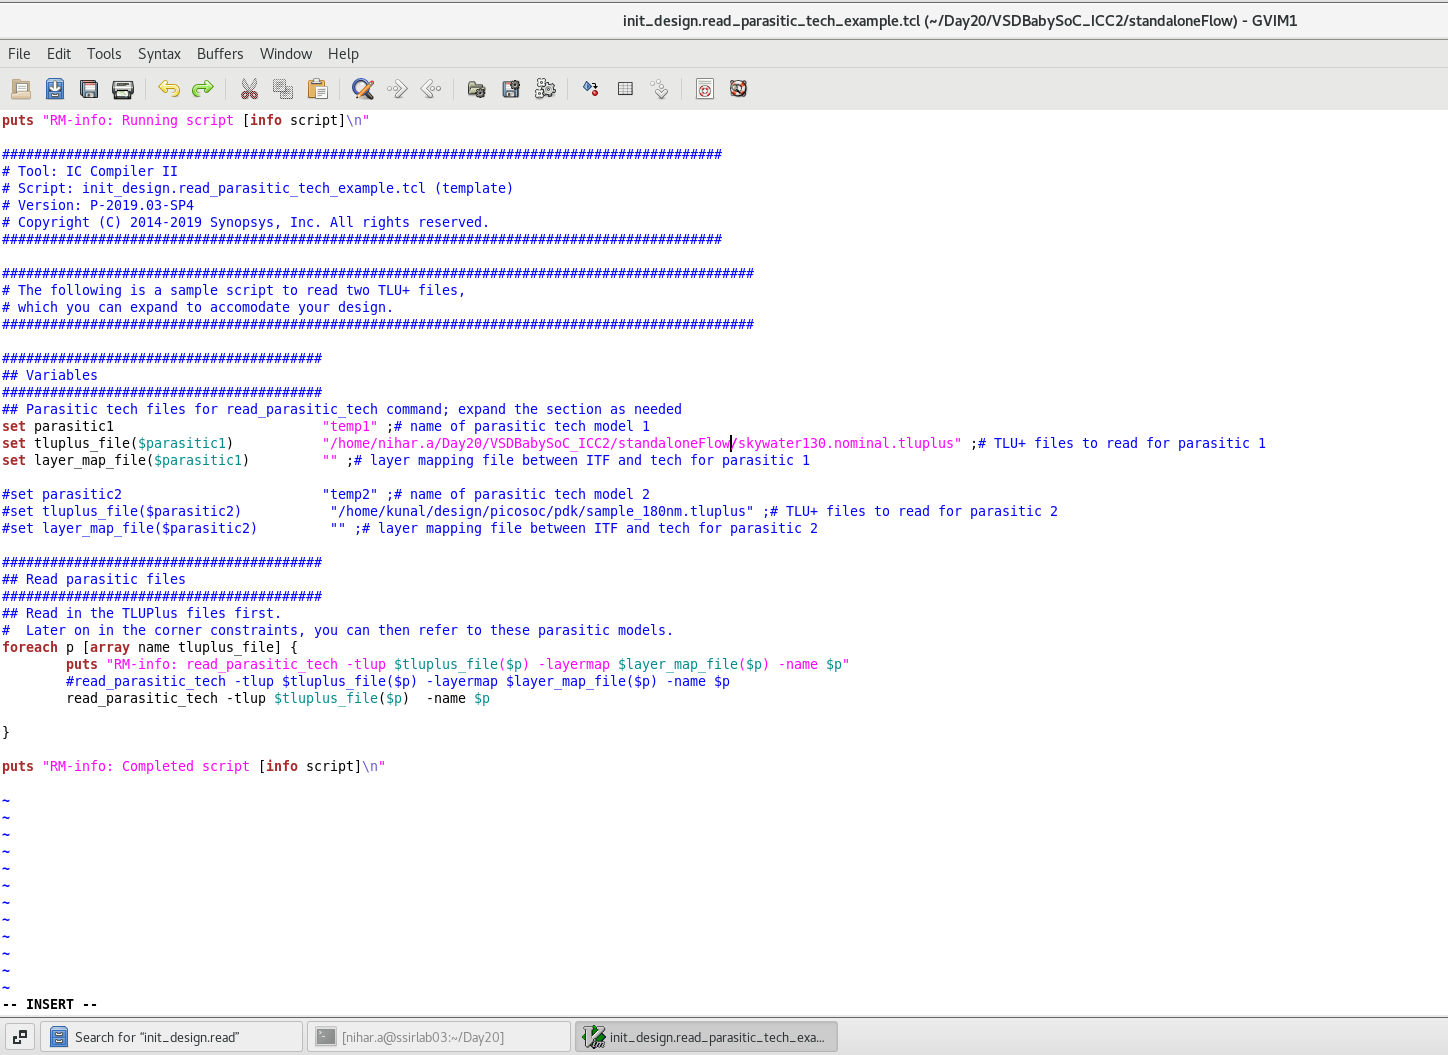 init_design.read_parasitic_tech_example.tcl (~/Day20/VSDBabySoC_ICC2/standaloneFlow) - GVIM1
File Edit Tools Syntax Buffers Window Help
puts "RM-info: Running script [info script]\n"
##########################################################################################
# Tool: IC Compiler II
# Script: init_design.read_parasitic_tech_example.tcl (template)
# Version: P-2019.03-SP4
# Copyright (C) 2014-2019 Synopsys, Inc. All rights reserved.
##########################################################################################
##############################################################################################
# The following is a sample script to read two TLU+ files,
# which you can expand to accomodate your design.
##############################################################################################
########################################
## Variables
########################################
## Parasitic tech files for read_parasitic_tech command; expand the section as needed
set parasitic1 "temp1" ;# name of parasitic tech model 1
set tluplus_file($parasitic1) "/home/nihar.a/Day20/VSDBabySoC_ICC2/standaloneFlow/skywater130.nominal.tluplus" ;# TLU+ files to read for parasitic 1
set layer_map_file($parasitic1) "" ;# layer mapping file between ITF and tech for parasitic 1
#set parasitic2 "temp2" ;# name of parasitic tech model 2
#set tluplus_file($parasitic2) "/home/kunal/design/picosoc/pdk/sample_180nm.tluplus" ;# TLU+ files to read for parasitic 2
#set layer_map_file($parasitic2) "" ;# layer mapping file between ITF and tech for parasitic 2
########################################
## Read parasitic files
########################################
## Read in the TLUPlus files first.
#  Later on in the corner constraints, you can then refer to these parasitic models.
foreach p [array name tluplus_file] {
puts "RM-info: read_parasitic_tech -tlup $tluplus_file($p) -layermap $layer_map_file($p) -name $p"
#read_parasitic_tech -tlup $tluplus_file($p) -layermap $layer_map_file($p) -name $p
read_parasitic_tech -tlup $tluplus_file($p)  -name $p
}
puts "RM-info: Completed script [info script]\n"
~
~
~
~
~
~
~
~
~
~
~
~
-- INSERT --
Search for "init_design.read" [nihar.a@ssirlab03:~/Day20] init_design.read_parasitic_tech_exa...